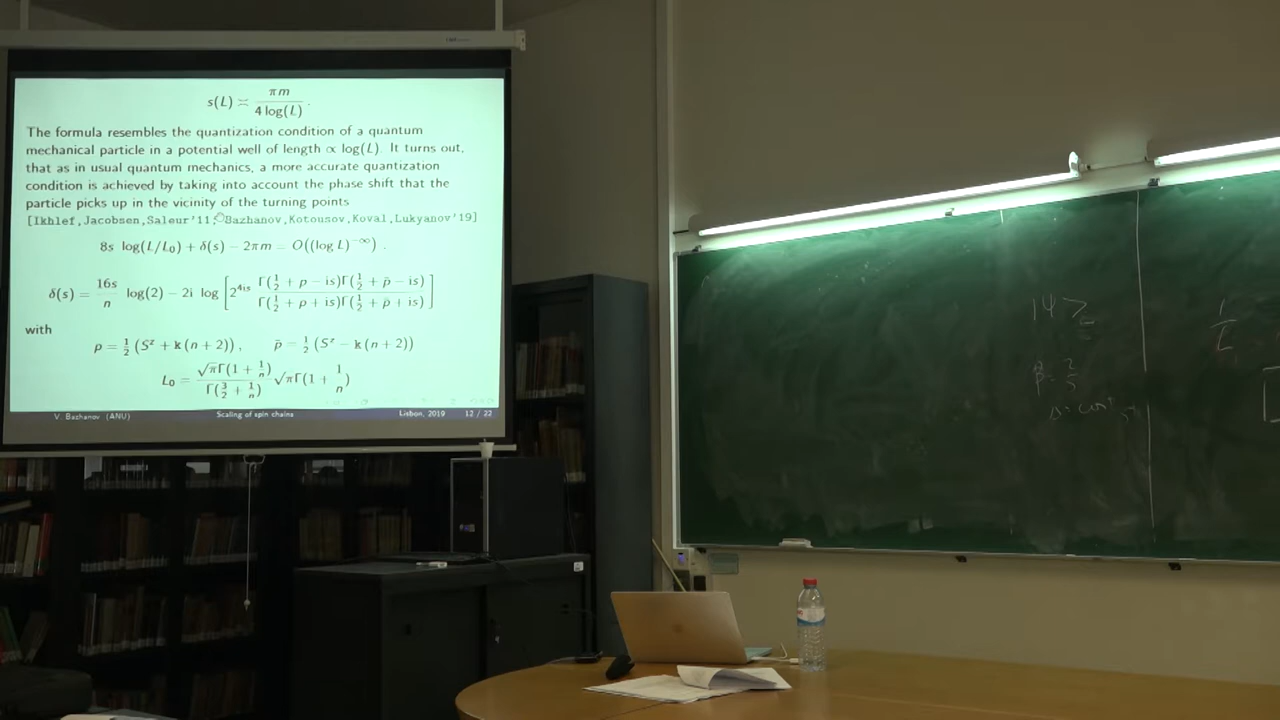 s(L) ≍ πm / 4 log(L) .
The formula resembles the quantization condition of a quantum
mechanical particle in a potential well of length ∝ log(L). It turns out,
that as in usual quantum mechanics, a more accurate quantization
condition is achieved by taking into account the phase shift that the
particle picks up in the vicinity of the turning points
[Ikhlef,Jacobsen,Saleur'11; Bazhanov,Kotousov,Koval,Lukyanov'19]
8s log(L/L₀) + δ(s) − 2πm = O((log L)^−∞) .
δ(s) = 16s/n log(2) − 2i log [ 2^4is Γ(1/2 + p − is)Γ(1/2 + p̄ − is) / Γ(1/2 + p + is)Γ(1/2 + p̄ + is) ]
with
p = 1/2 (S^z + k(n + 2)) , p̄ = 1/2 (S^z − k(n + 2))
L₀ = √πΓ(1 + 1/n) / Γ(3/2 + 1/n) √πΓ(1 + 1/n)
V. Bazhanov (ANU) Scaling of spin chains Lisbon, 2019 12 / 22
14